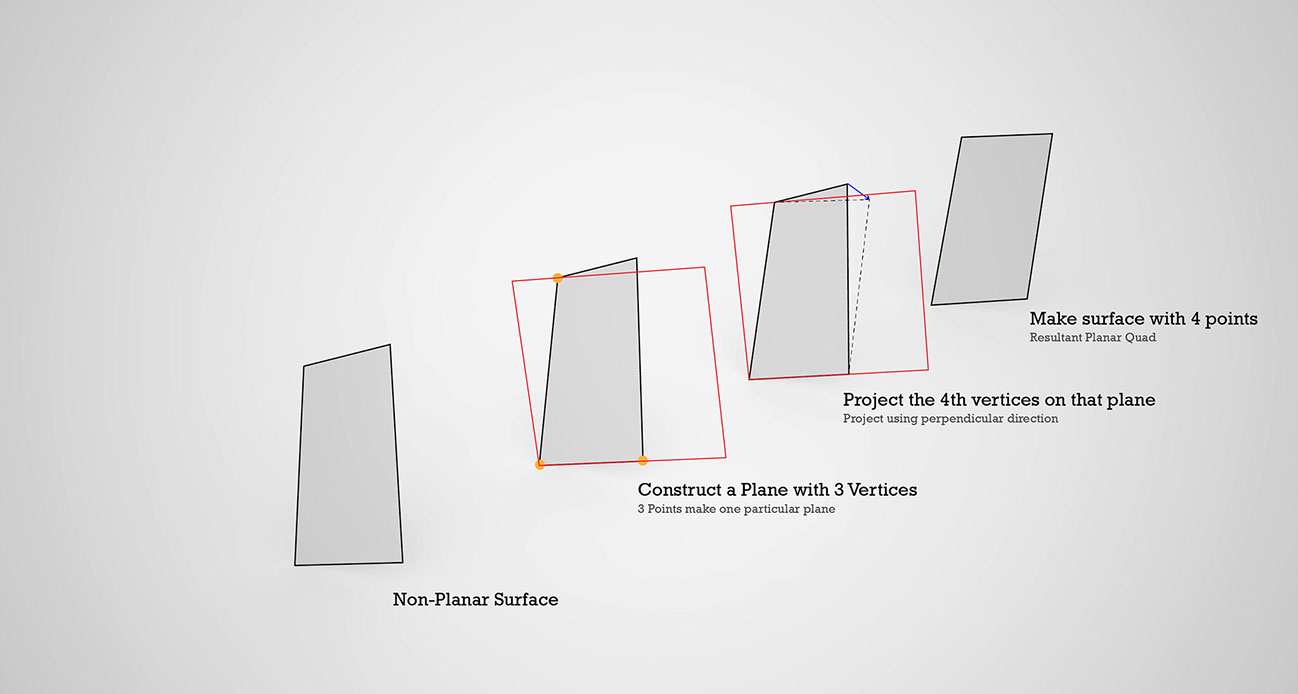 Non-Planar Surface
Construct a Plane with 3 Vertices
3 Points make one particular plane
Project the 4th vertices on that plane
Project using perpendicular direction
Make surface with 4 points
Resultant Planar Quad